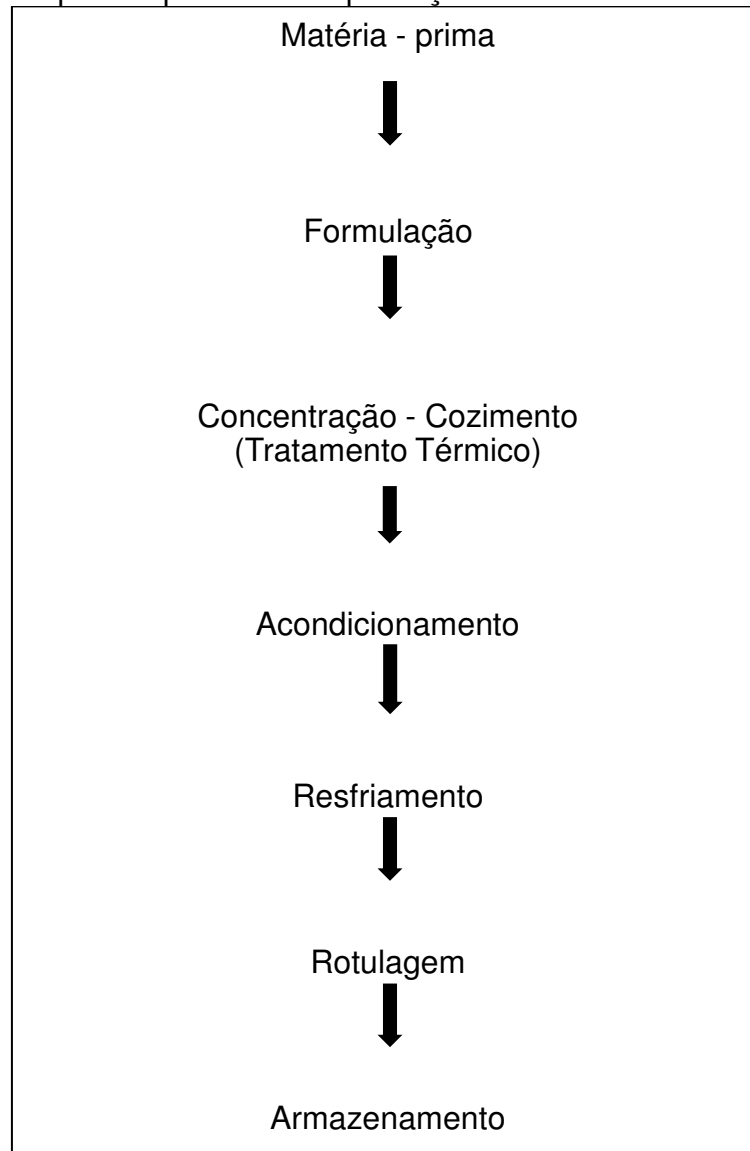 Matéria - prima
Formulação
Concentração - Cozimento
(Tratamento Térmico)
Acondicionamento
Resfriamento
Rotulagem
Armazenamento